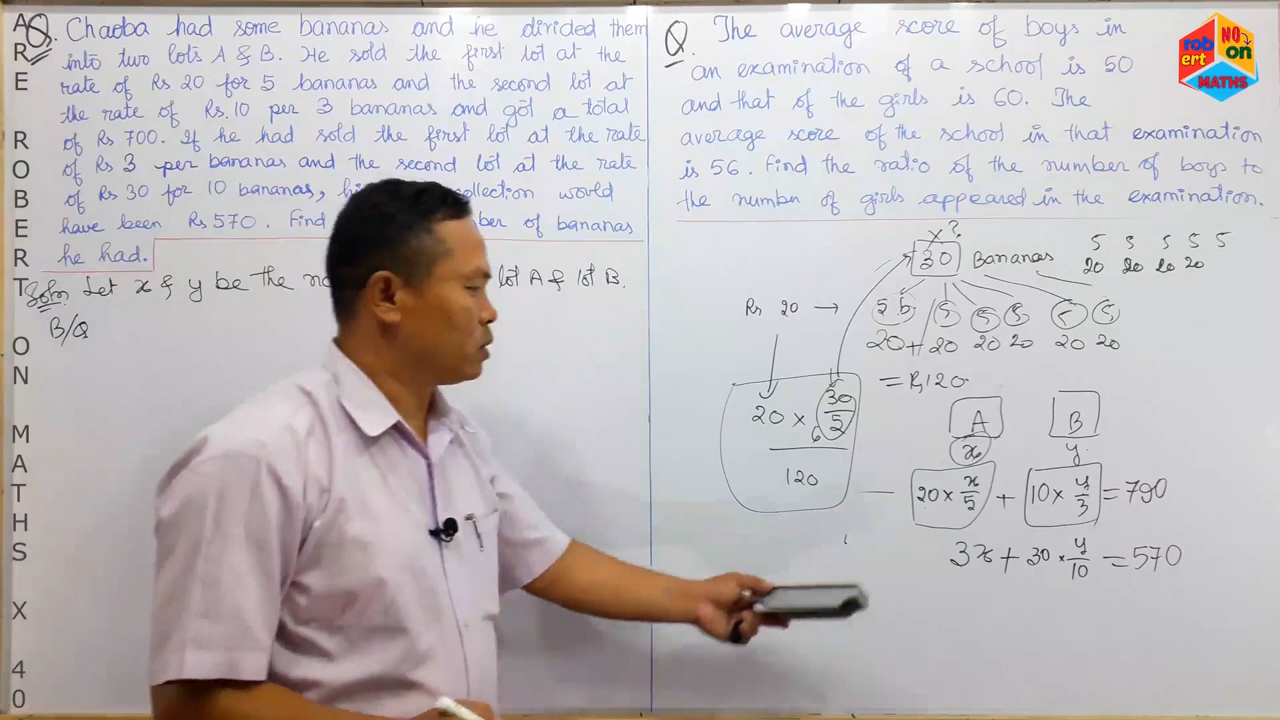 ARE ROBERT ON MATHS X 40
Q. Chaoba had some bananas and he divided them
into two lots A & B. He sold the first lot at the
rate of Rs 20 for 5 bananas and the second lot at
the rate of Rs.10 per 3 bananas and got a total
of Rs 700. If he had sold the first lot at the rate
of Rs 3 per bananas and the second lot at the rate
of Rs 30 for 10 bananas, collection would
have been Rs 570. Find of bananas
he had.
Soln Let x & y be the lot A & lot B.
B/Q
Q. The average score of boys in
an examination of a school is 50
and that of the girls is 60. The
average score of the school in that examination
is 56. Find the ratio of the number of boys to
the number of girls appeared in the examination.
robert NO on
MATHS
x?
30 Bananas
5 5 5 5 5
20 20 20 20
Rs 20 →
5 5 5 5 5 5
20 + 20 20 20 20 20
= Rs 120
20 × 30/5
6
120
A B
x y
20 × x/5 + 10 × y/3 = 700
3x + 30 × y/10 = 570